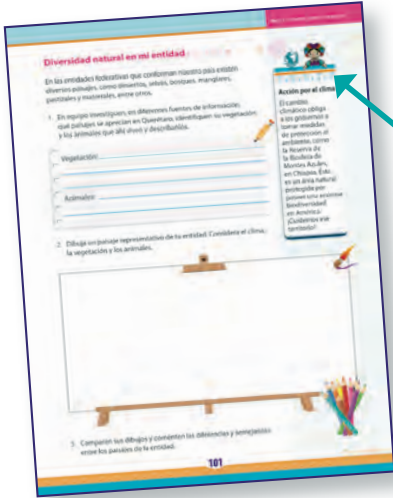 Diversidad natural en mi entidad
En las entidades federativas que conforman nuestro país existen
diversos paisajes, como desiertos, selvas, bosques, manglares,
pastizales y matorrales, entre otros.
1. En equipo investiguen, en diferentes fuentes de información,
qué paisajes se aprecian en Querétaro, identifiquen su vegetación
y los animales que ahí viven y descríbanlos.
Vegetación:
Animales:
2. Dibuja un paisaje representativo de tu entidad. Considera el clima,
la vegetación y los animales.
3. Comparen sus dibujos y comenten las diferencias y semejanzas
entre los paisajes de la entidad.
101
Acción por el clima
El cambio
climático obliga
a los gobiernos a
tomar medidas
de protección al
ambiente, como
la Reserva de
la Biosfera de
Montes Azules,
en Chiapas. Ésta
es un área natural
protegida por
poseer una enorme
biodiversidad
en América.
¡Cuidemos ese
territorio!